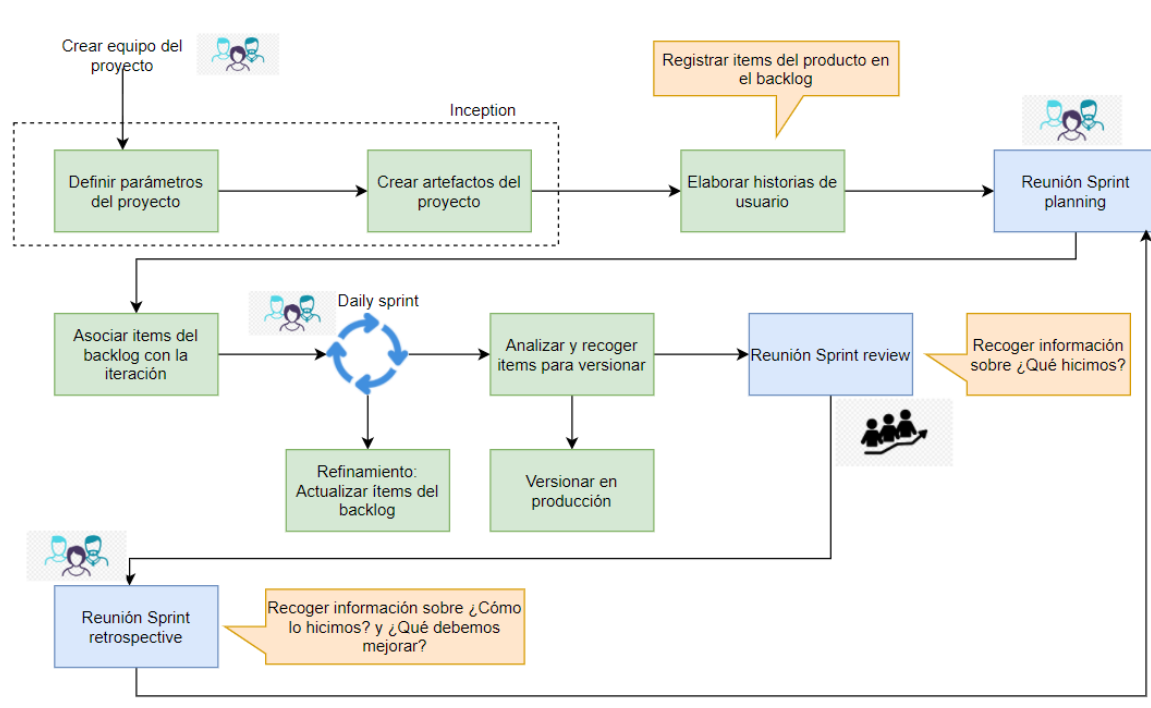 Crear equipo del
proyecto
Registrar items del producto en
el backlog
Inception
Definir parámetros
del proyecto
Crear artefactos del
proyecto
Elaborar historias de
usuario
Reunión Sprint
planning
Daily sprint
Asociar items del
backlog con la
iteración
Analizar y recoger
items para versionar
Reunión Sprint review
Recoger información
sobre ¿Qué hicimos?
Refinamiento:
Actualizar ítems del
backlog
Versionar en
producción
Reunión Sprint
retrospective
Recoger información sobre ¿Cómo
lo hicimos? y ¿Qué debemos
mejorar?